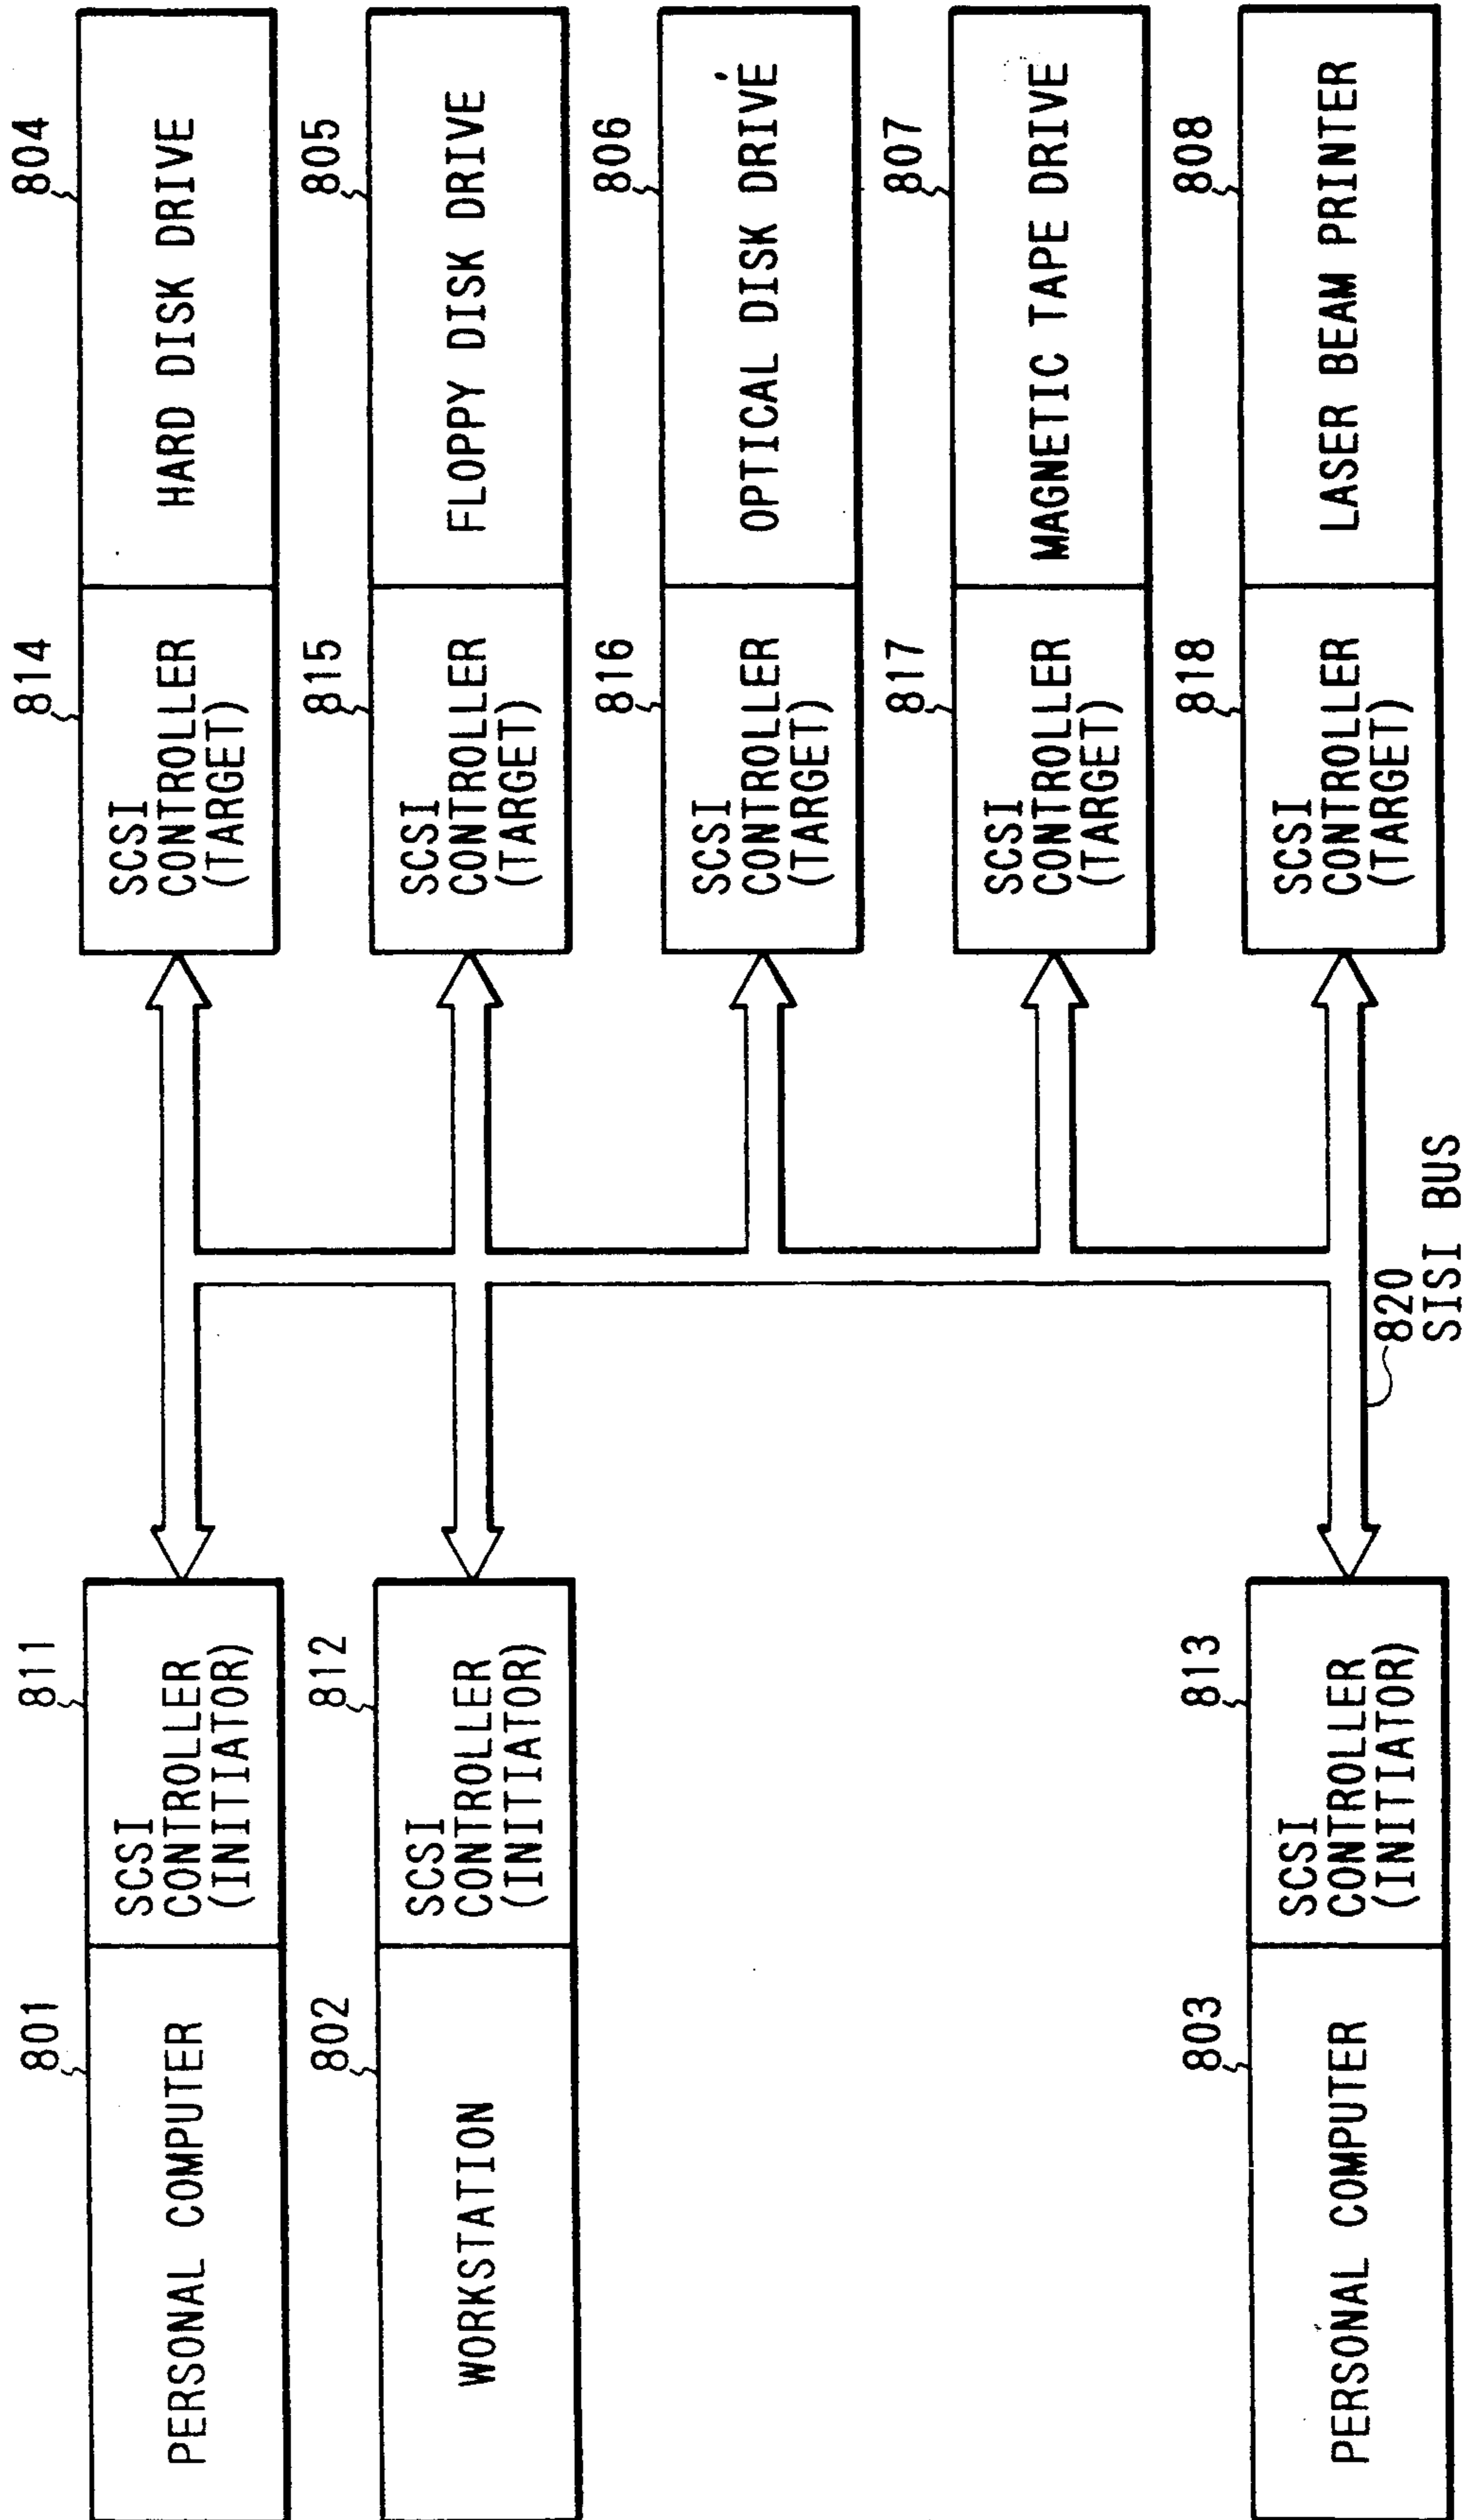 801
PERSONAL COMPUTER
811
SCSI
CONTROLLER
(INITIATOR)
814
SCSI
CONTROLLER
(TARGET)
804
HARD DISK DRIVE
802
WORKSTATION
812
SCSI
CONTROLLER
(INITIATOR)
815
SCSI
CONTROLLER
(TARGET)
805
FLOPPY DISK DRIVE
816
SCSI
CONTROLLER
(TARGET)
806
OPTICAL DISK DRIVE
817
SCSI
CONTROLLER
(TARGET)
807
MAGNETIC TAPE DRIVE
803
PERSONAL COMPUTER
813
SCSI
CONTROLLER
(INITIATOR)
818
SCSI
CONTROLLER
(TARGET)
808
LASER BEAM PRINTER
820
SISI BUS